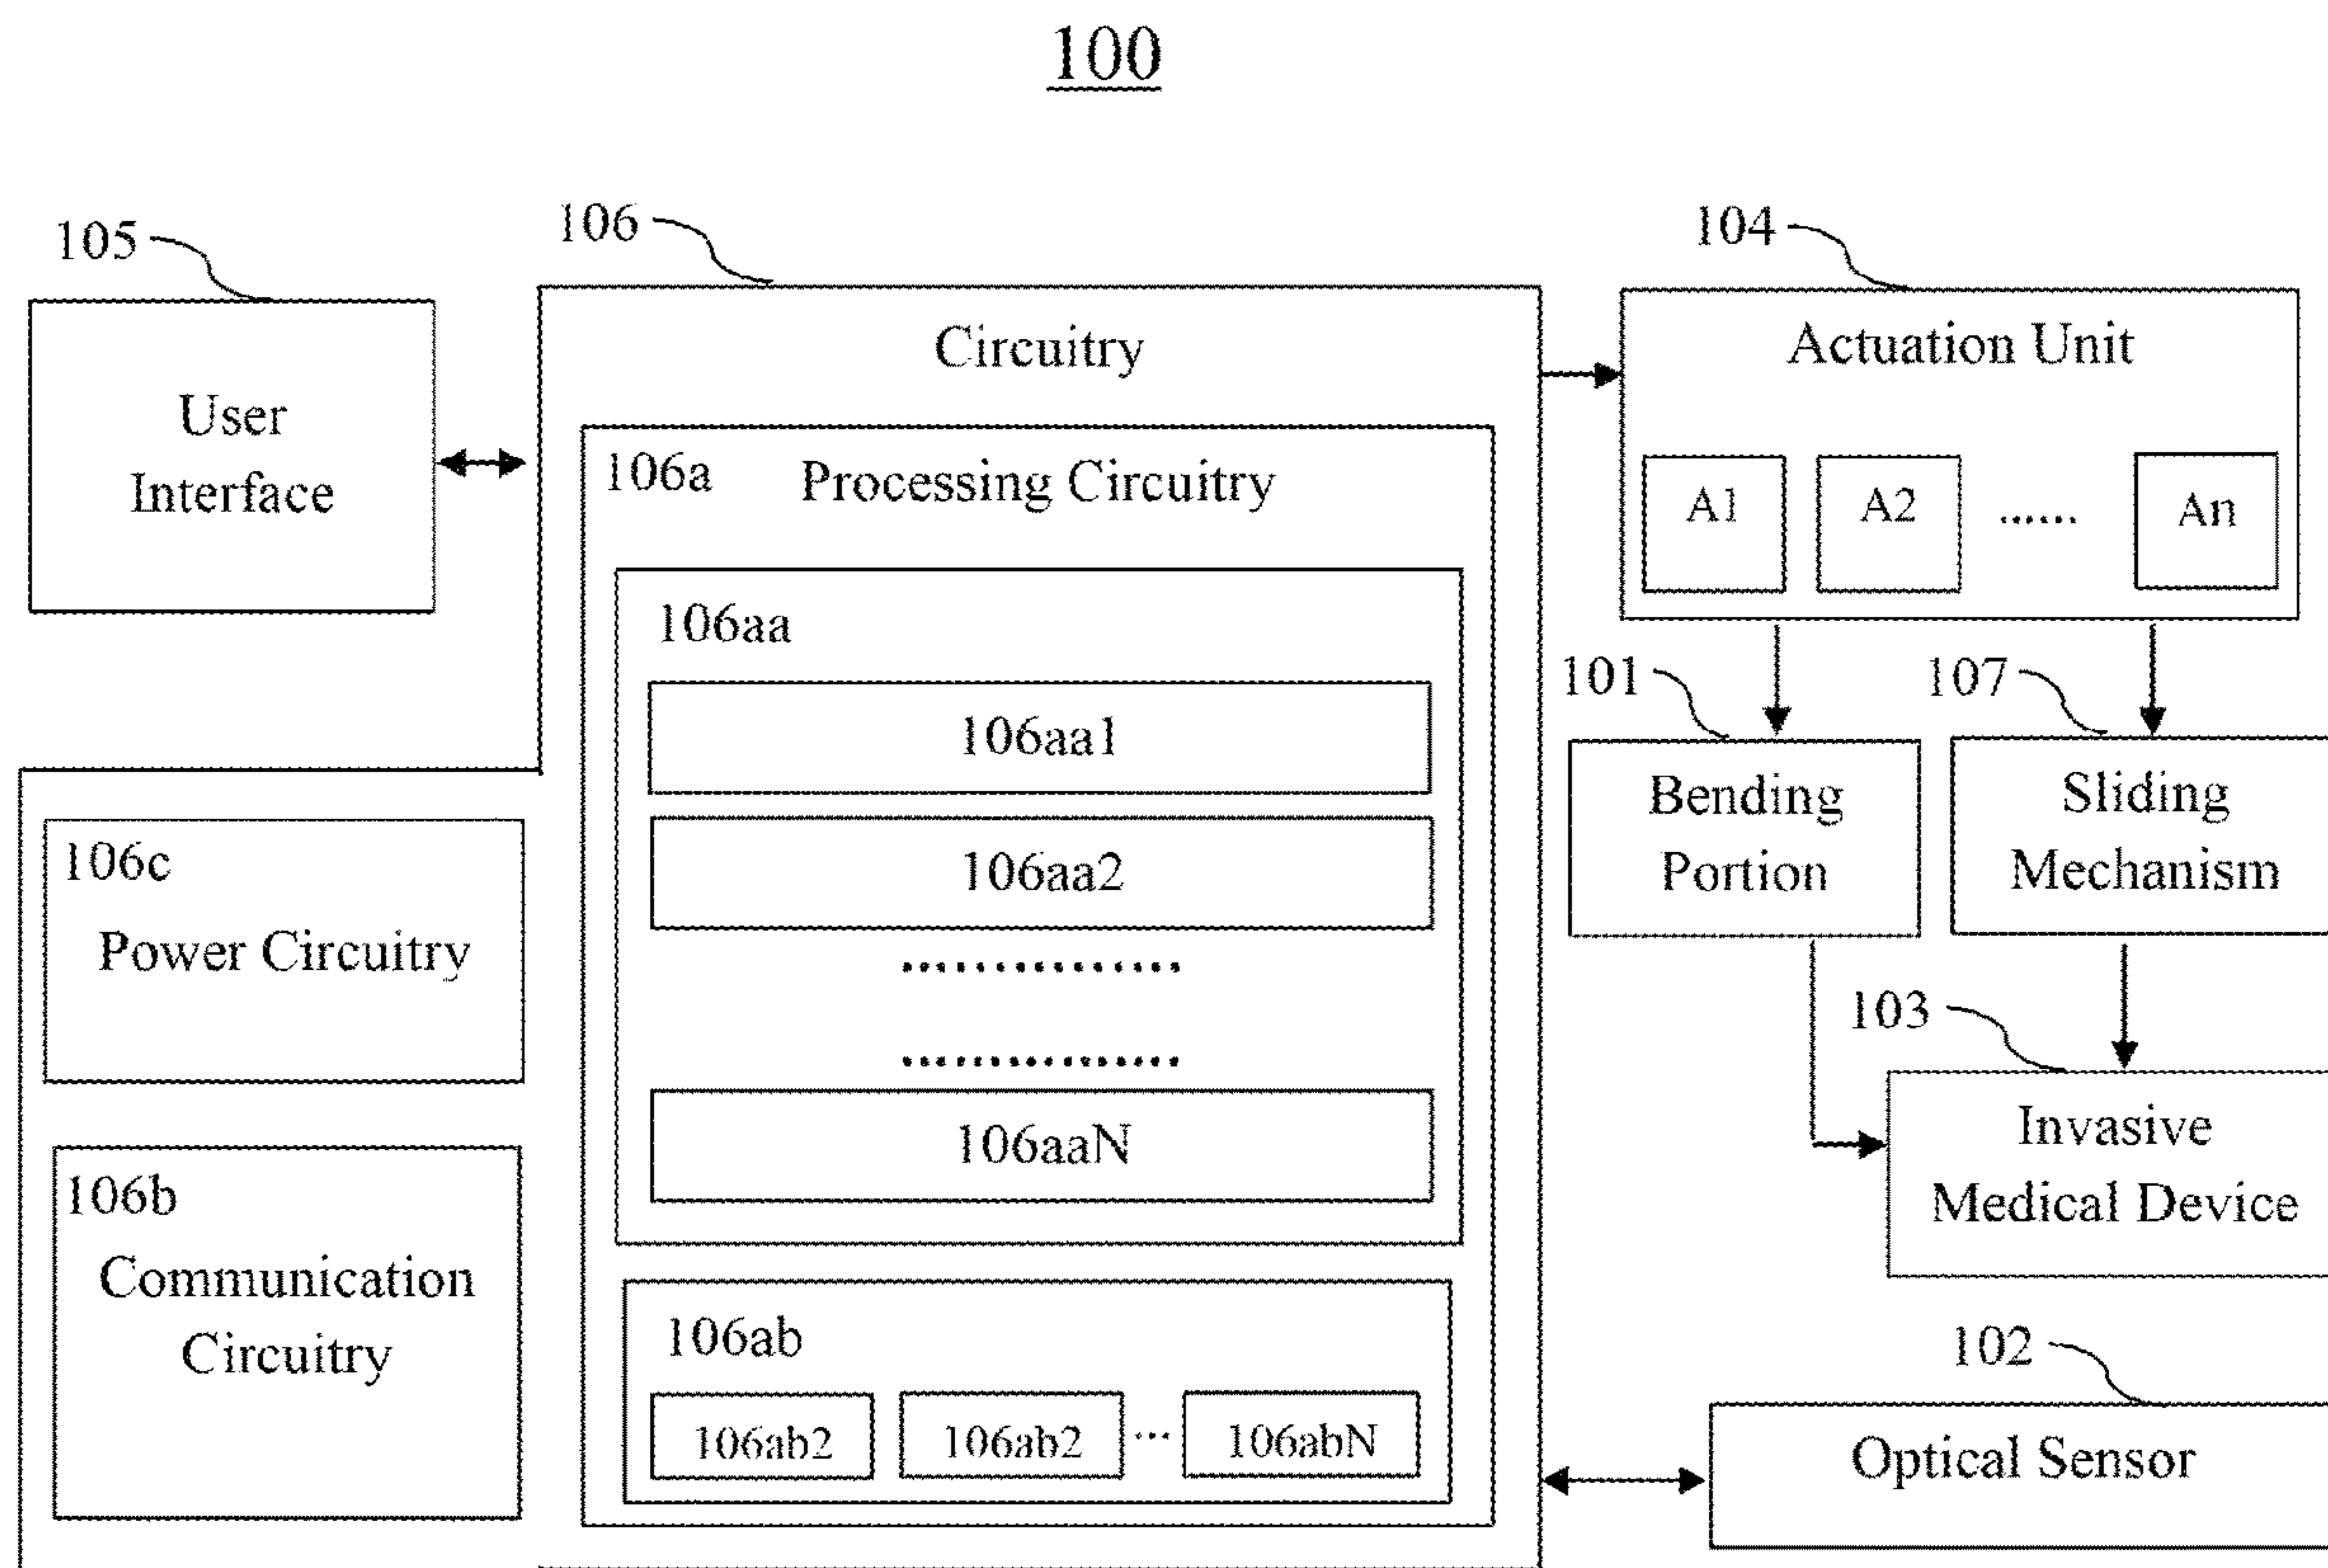 100
105
106
104
User
Interface
Circuitry
Actuation Unit
106a
Processing Circuitry
A1
A2
......
An
106aa
106aa1
106aa2
................
................
106aaN
101
107
Bending
Portion
Sliding
Mechanism
106c
Power Circuitry
103
Invasive
Medical Device
106b
Communication
Circuitry
106ab
106ab2
106ab2
...
106abN
102
Optical Sensor